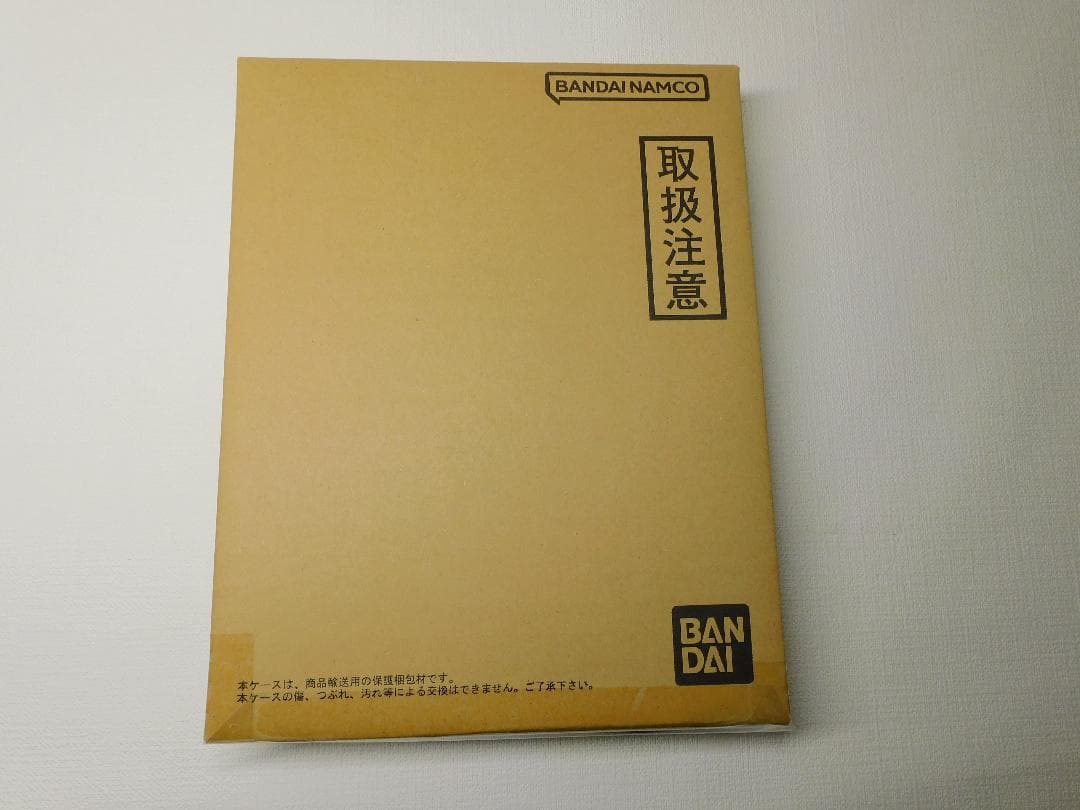 BANDAI NAMCO
取扱注意
BAN
DAI
本ケースは、商品輸送用の保護梱包材です。
本ケースの傷、つぶれ、汚れ等による交換はできません。ご了承下さい。